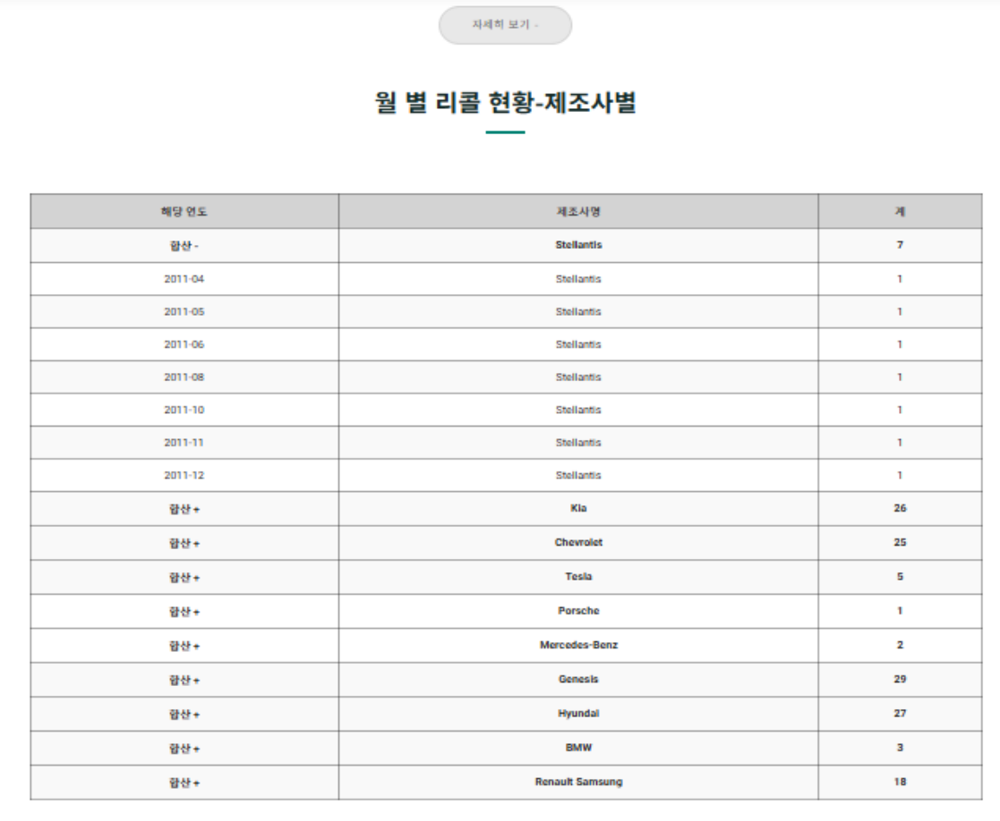 자세히 보기 -
월 별 리콜 현황-제조사별
해당 연도 제조사명 계
합산 - Stellantis 7
2011-04 Stellantis 1
2011-05 Stellantis 1
2011-06 Stellantis 1
2011-08 Stellantis 1
2011-10 Stellantis 1
2011-11 Stellantis 1
2011-12 Stellantis 1
합산 + Kia 26
합산 + Chevrolet 25
합산 + Tesla 5
합산 + Porsche 1
합산 + Mercedes-Benz 2
합산 + Genesis 29
합산 + Hyundai 27
합산 + BMW 3
합산 + Renault Samsung 18